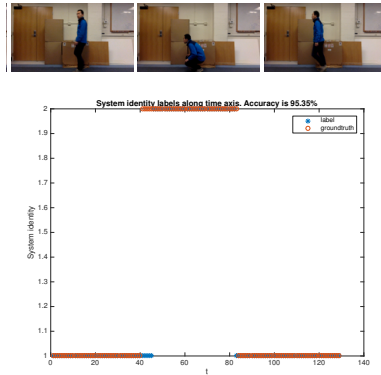 System identity labels along time axis. Accuracy is 95.35%
label
groundtruth
2
1.9
1.8
1.7
1.6
1.5
1.4
1.3
1.2
1.1
1
System identity
0 20 40 60 80 100 120 140
t